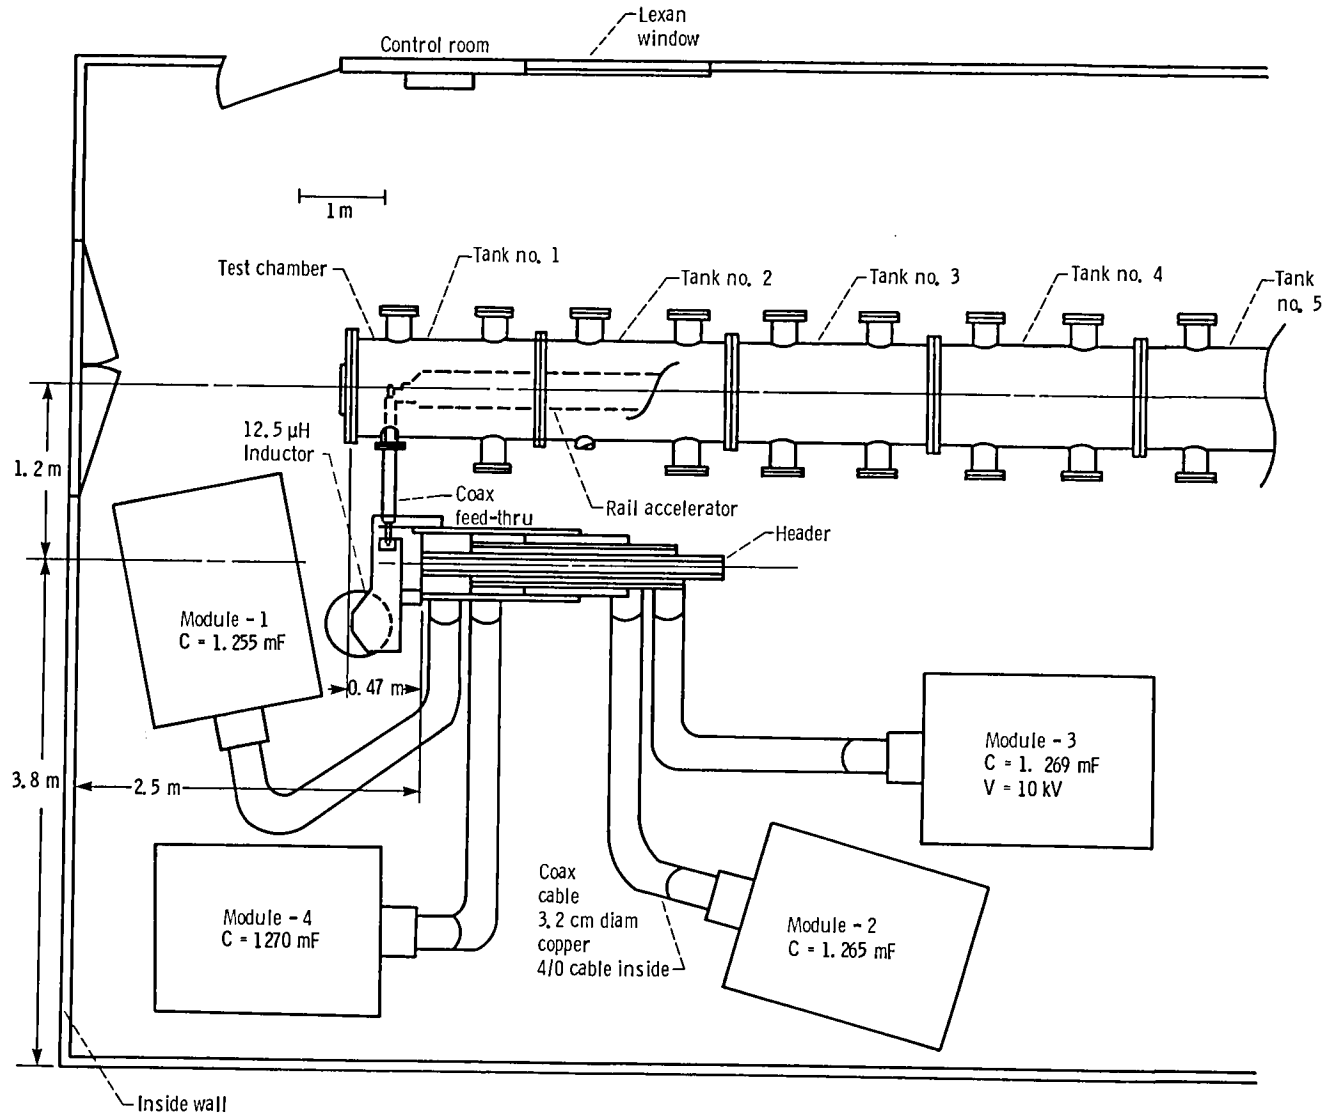 Lexan
window
Control room
1 m
Test chamber
Tank no. 1
Tank no. 2
Tank no. 3
Tank no. 4
Tank
no. 5
12.5 µH
Inductor
1.2 m
Coax
feed-thru
Rail accelerator
Header
Module - 1
C = 1.255 mF
0.47 m
3.8 m
2.5 m
Module - 3
C = 1. 269 mF
V = 10 kV
Module - 4
C = 1270 mF
Coax
cable
3.2 cm diam
copper
4/0 cable inside
Module - 2
C = 1.265 mF
Inside wall